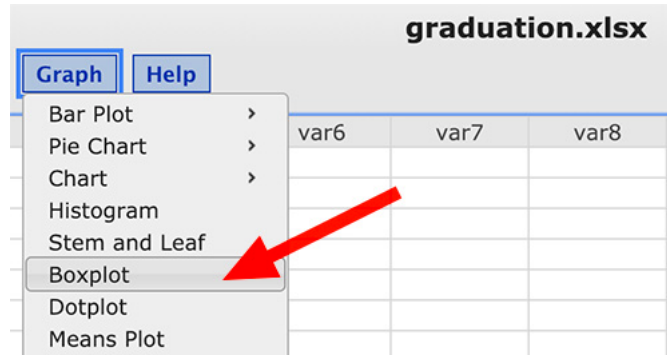 graduation.xlsx
Graph Help
Bar Plot
Pie Chart
Chart
Histogram
Stem and Leaf
Boxplot
Dotplot
Means Plot
var6 var7 var8